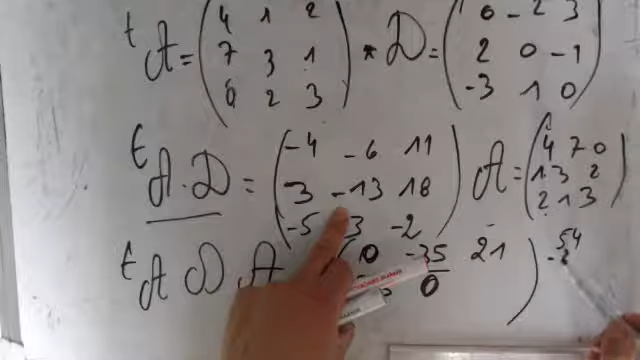 ᵗA = (4 1 2 * D = (0 -2 3
7 3 1 2 0 -1
0 2 3) -3 1 0)
ᵗA.D = (-4 -6 11 A = (4 7 0
3 -13 18 1 3 2
-5 3 -2) 2 1 3)
ᵗA D A (0 -35 21) 54
0